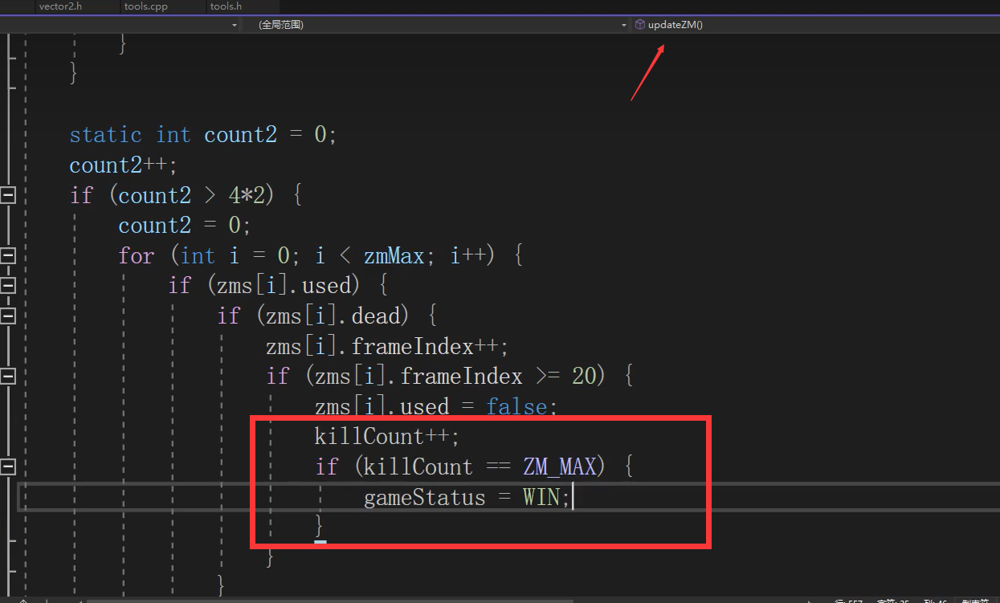 vector2.h tools.cpp tools.h
(全局范围) updateZM()
}
}
static int count2 = 0;
count2++;
if (count2 > 4*2) {
count2 = 0;
for (int i = 0; i < zmMax; i++) {
if (zms[i].used) {
if (zms[i].dead) {
zms[i].frameIndex++;
if (zms[i].frameIndex >= 20) {
zms[i].used = false;
killCount++;
if (killCount == ZM_MAX) {
gameStatus = WIN;
}
}
}